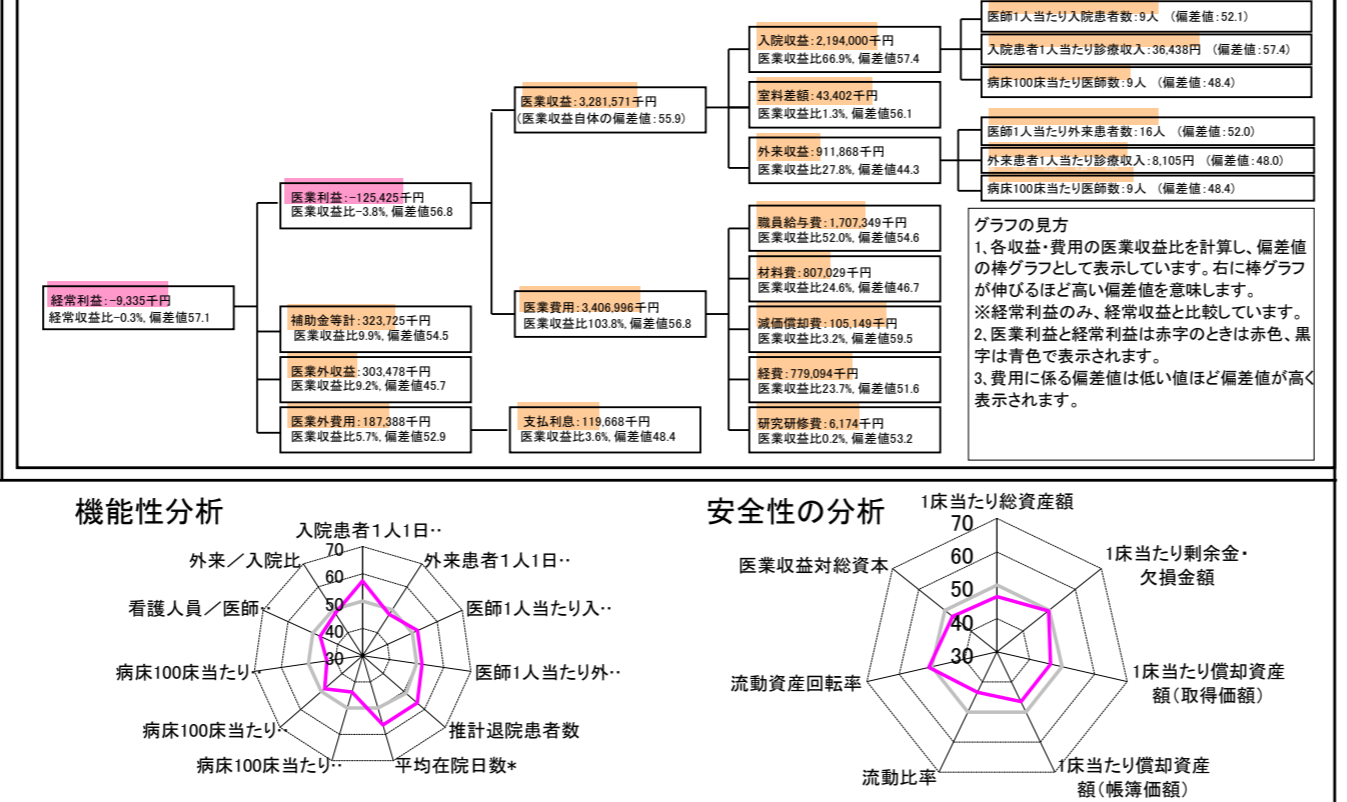 医師1人当たり入院患者数:9人 (偏差値:52.1)
入院収益:2,194,000千円
医業収益比66.9%, 偏差値57.4
入院患者1人当たり診療収入:36,438円 (偏差値:57.4)
病床100床当たり医師数:9人 (偏差値:48.4)
医業収益:3,281,571千円
(医業収益自体の偏差値:55.9)
室料差額:43,402千円
医業収益比1.3%, 偏差値56.1
外来収益:911,868千円
医業収益比27.8%, 偏差値44.3
医師1人当たり外来患者数:16人 (偏差値:52.0)
外来患者1人当たり診療収入:8,105円 (偏差値:48.0)
病床100床当たり医師数:9人 (偏差値:48.4)
医業利益:-125,425千円
医業収益比-3.8%, 偏差値56.8
経常利益:-9,335千円
経常収益比-0.3%, 偏差値57.1
補助金等計:323,725千円
医業収益比9.9%, 偏差値54.5
医業外収益:303,478千円
医業収益比9.2%, 偏差値45.7
医業外費用:187,388千円
医業収益比5.7%, 偏差値52.9
支払利息:119,668千円
医業収益比3.6%, 偏差値48.4
医業費用:3,406,996千円
医業収益比103.8%, 偏差値56.8
職員給与費:1,707,349千円
医業収益比52.0%, 偏差値54.6
材料費:807,029千円
医業収益比24.6%, 偏差値46.7
減価償却費:105,149千円
医業収益比3.2%, 偏差値59.5
経費:779,094千円
医業収益比23.7%, 偏差値51.6
研究研修費:6,174千円
医業収益比0.2%, 偏差値53.2
グラフの見方
1、各収益・費用の医業収益比を計算し、偏差値
の棒グラフとして表示しています。右に棒グラフ
が伸びるほど高い偏差値を意味します。
※経常利益のみ、経常収益と比較しています。
2、医業利益と経常利益は赤字のときは赤色、黒
字は青色で表示されます。
3、費用に係る偏差値は低い値ほど偏差値が高く
表示されます。
機能性分析
入院患者1人1日‥
外来患者1人1日‥
医師1人当たり入‥
医師1人当たり外‥
推計退院患者数
平均在院日数*
病床100床当たり‥
病床100床当たり‥
病床100床当たり‥
看護人員/医師‥
外来/入院比
70
60
50
40
30
安全性の分析
1床当たり総資産額
1床当たり剰余金・
欠損金額
1床当たり償却資産
額(取得価額)
1床当たり償却資産
額(帳簿価額)
流動比率
流動資産回転率
医業収益対総資本
70
60
50
40
30